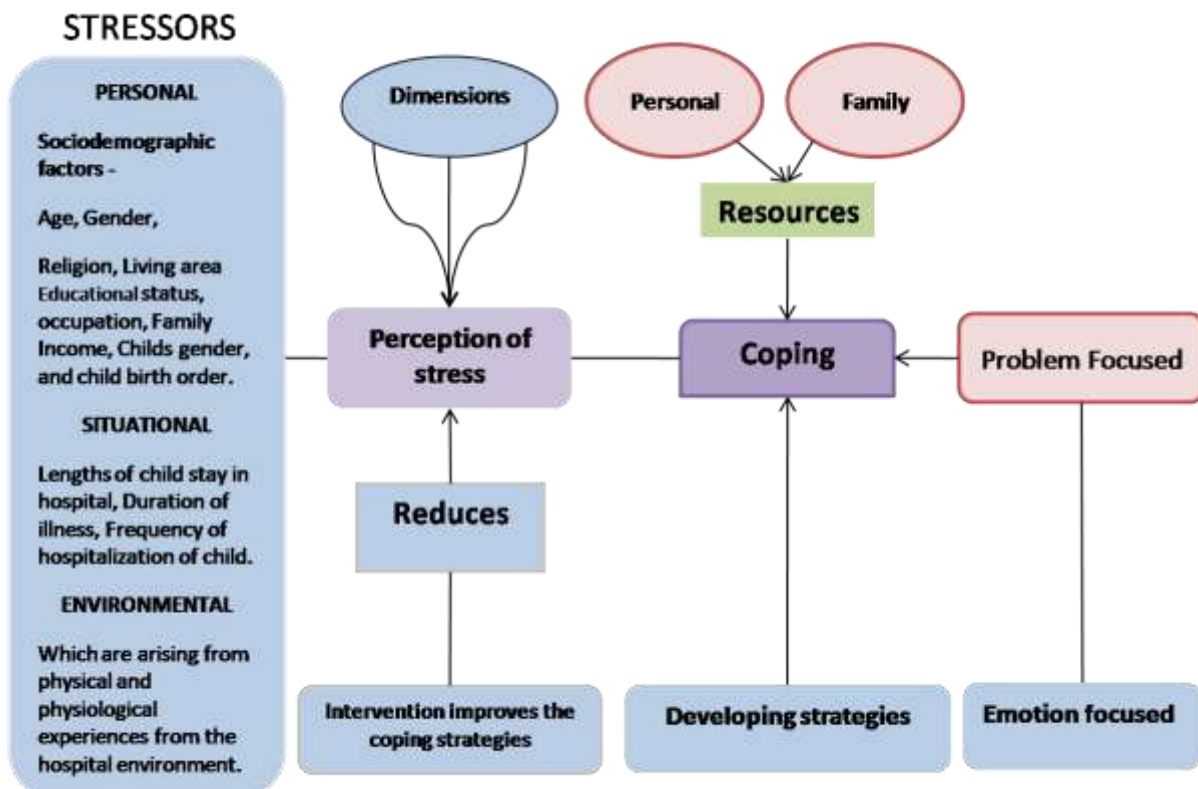 STRESSORS
PERSONAL
Sociodemographic
factors -
Age, Gender,
Religion, Living area
Educational status,
occupation, Family
Income, Childs gender,
and child birth order.
SITUATIONAL
Lengths of child stay in
hospital, Duration of
illness, Frequency of
hospitalization of child.
ENVIRONMENTAL
Which are arising from
physical and
physiological
experiences from the
hospital environment.
Dimensions
Perception of
stress
Reduces
Intervention improves the
coping strategies
Personal
Family
Resources
Coping
Developing strategies
Problem Focused
Emotion focused